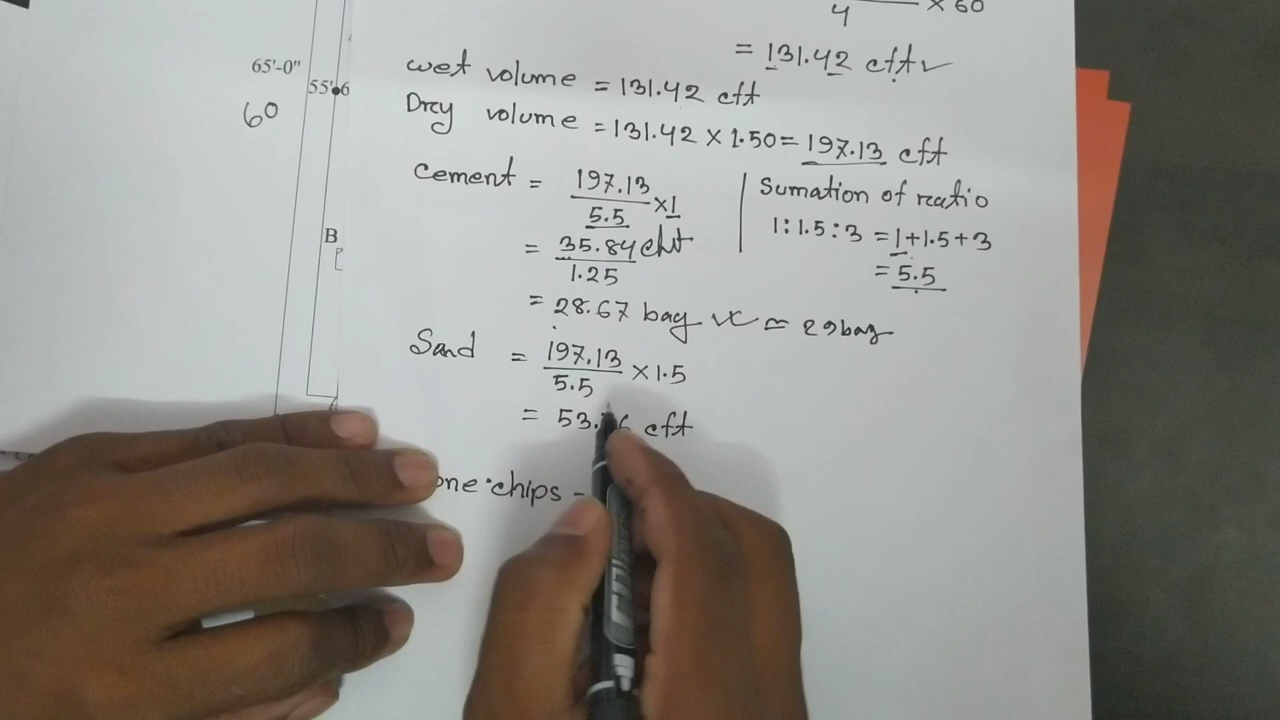 4 × 60
= 131.42 cft ✓
65'-0"
55'-6
60
wet volume = 131.42 cft
Dry volume = 131.42 × 1.50 = 197.13 cft
Cement = 197.13 / 5.5 × 1
Sumation of ratio
1 : 1.5 : 3 = 1+1.5+3
= 5.5
= 35.84 cft / 1.25
B
= 28.67 bag ≃ 29 bag
Sand = 197.13 / 5.5 × 1.5
= 53. cft
chips -